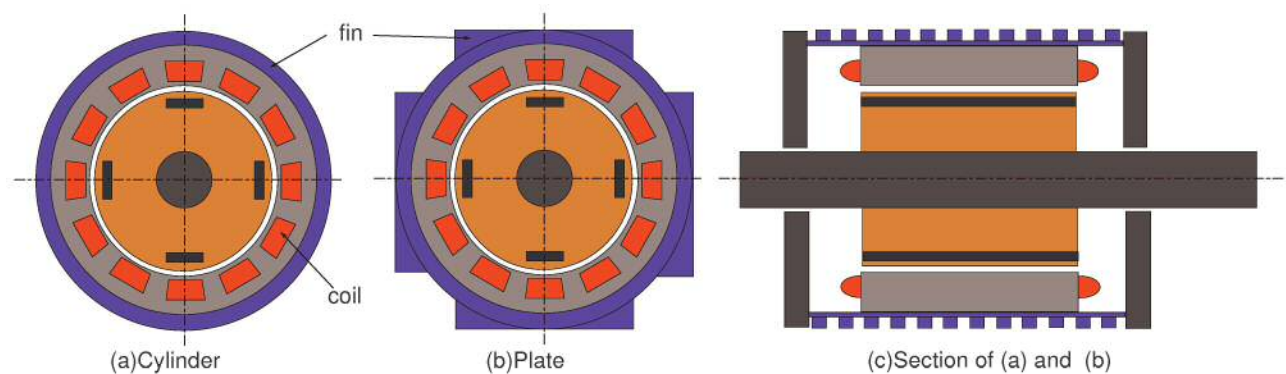 fin
coil
(a)Cylinder
(b)Plate
(c)Section of (a) and (b)